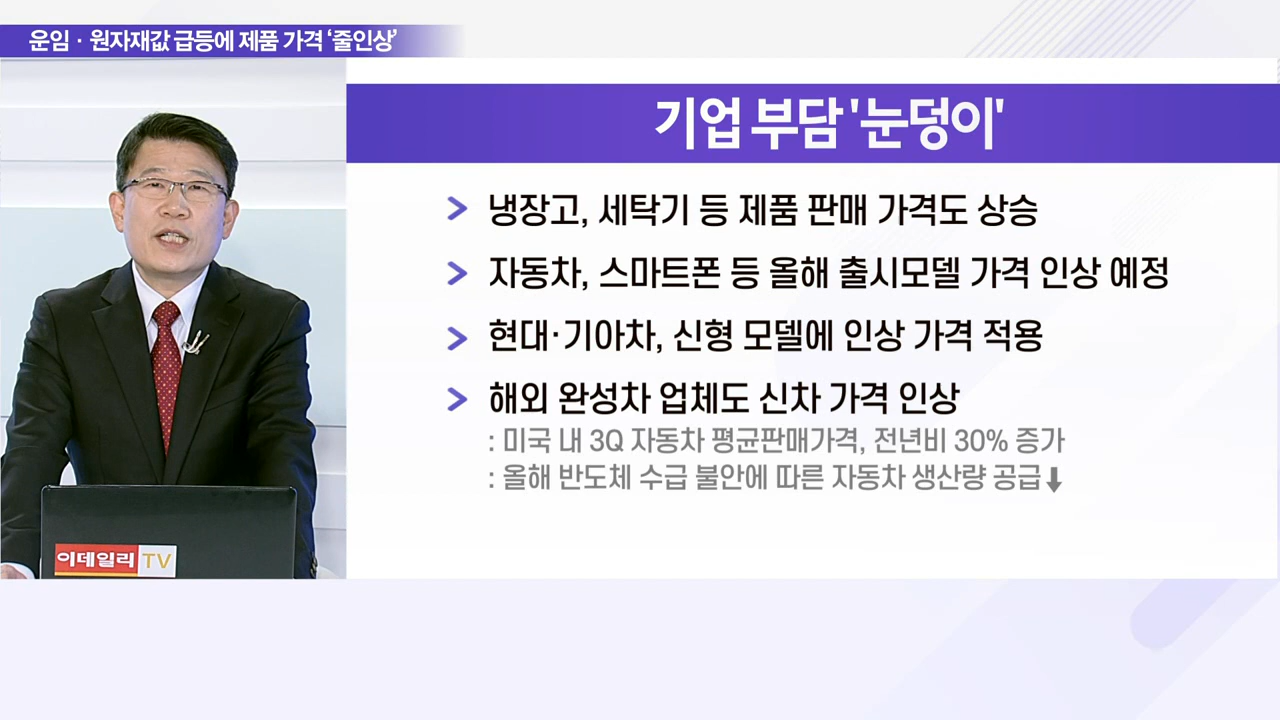 운임 · 원자재값 급등에 제품 가격 '줄인상'
기업 부담 '눈덩이'
> 냉장고, 세탁기 등 제품 판매 가격도 상승
> 자동차, 스마트폰 등 올해 출시모델 가격 인상 예정
> 현대·기아차, 신형 모델에 인상 가격 적용
> 해외 완성차 업체도 신차 가격 인상
: 미국 내 3Q 자동차 평균판매가격, 전년비 30% 증가
: 올해 반도체 수급 불안에 따른 자동차 생산량 공급↓
이데일리 TV